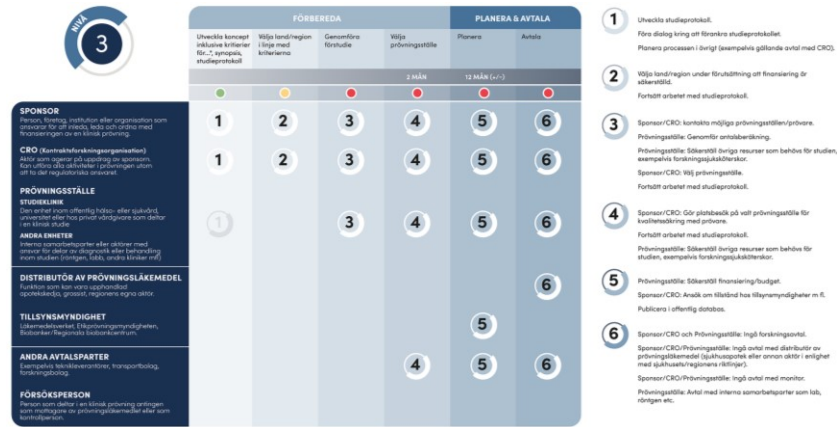 NIVÅ
3
FÖRBEREDA
PLANERA & AVTALA
Utveckla koncept
inklusive kriterier
för...*, synopsis,
studieprotokoll
Välja land/region
i linje med
kriterierna
Genomföra
förstudie
Välja
prövningsställe
Planera
Avtala
2 MÅN
12 MÅN (+/-)
SPONSOR
Person, företag, institution eller organisation som
ansvarar för att inleda, leda och ordna med
finansieringen av en klinisk prövning.
1 2 3 4 5 6
CRO (Kontraktsforskningsorganisation)
Aktör som agerar på uppdrag av sponsorn.
Kan utföra alla aktiviteter i prövningen utom
att ta det regulatoriska ansvaret.
1 2 3 4 5 6
PRÖVNINGSSTÄLLE
STUDIEKLINIK
Den enhet inom offentlig hälso- eller sjukvård,
universitet eller hos privat vårdgivare som deltar
i en klinisk studie
1 3 4 5 6
ANDRA ENHETER
Interna samarbetsparter eller aktörer med
ansvar för delar av diagnostik eller behandling
inom studien (röntgen, labb, andra kliniker mfl)
DISTRIBUTÖR AV PRÖVNINGSLÄKEMEDEL
Funktion som kan vara upphandlad
apotekskedja, grossist, regionens egna aktör.
6
TILLSYNSMYNDIGHET
Läkemedelsverket, Etikprövningsmyndigheten,
Biobanker/Regionala biobankcentrum.
5
ANDRA AVTALSPARTER
Exempelvis teknikleverantörer, transportbolag,
forskningsbolag.
4 5 6
FÖRSÖKSPERSON
Person som deltar i en klinisk prövning antingen
som mottagare av prövningsläkemedlet eller som
kontrollperson.
1
Utveckla studieprotokoll.
Föra dialog kring att förankra studieprotokollet.
Planera processen i övrigt (exempelvis gällande avtal med CRO).
2
Välja land/region under förutsättning att finansiering är
säkerställd.
Fortsätt arbetet med studieprotokoll.
3
Sponsor/CRO: kontakta möjliga prövningsställen/prövare.
Prövningsställe: Genomför antalsberäkning.
Prövningsställe: Säkerställ övriga resurser som behövs för studien,
exempelvis forskningssjuksköterskor.
Sponsor/CRO: Välj prövningsställe.
Fortsätt arbetet med studieprotokoll.
4
Sponsor/CRO: Gör platsbesök på valt prövningsställe för
kvalitetssäkring med prövare.
Fortsätt arbetet med studieprotokoll.
Prövningsställe: Säkerställ övriga resurser som behövs för
studien, exempelvis forskningssjuksköterskor.
5
Prövningsställe: Säkerställ finansiering/budget.
Sponsor/CRO: Ansök om tillstånd hos tillsynsmyndigheter m fl.
Publicera i offentlig databas.
6
Sponsor/CRO och Prövningsställe: Ingå forskningsavtal.
Sponsor/CRO/Prövningsställe: Ingå avtal med distributör av
prövningsläkemedel (sjukhusapotek eller annan aktör i enlighet
med sjukhusets/regionens riktlinjer).
Sponsor/CRO/Prövningsställe: Ingå avtal med monitor.
Prövningsställe: Avtal med interna samarbetsparter som lab,
röntgen etc.